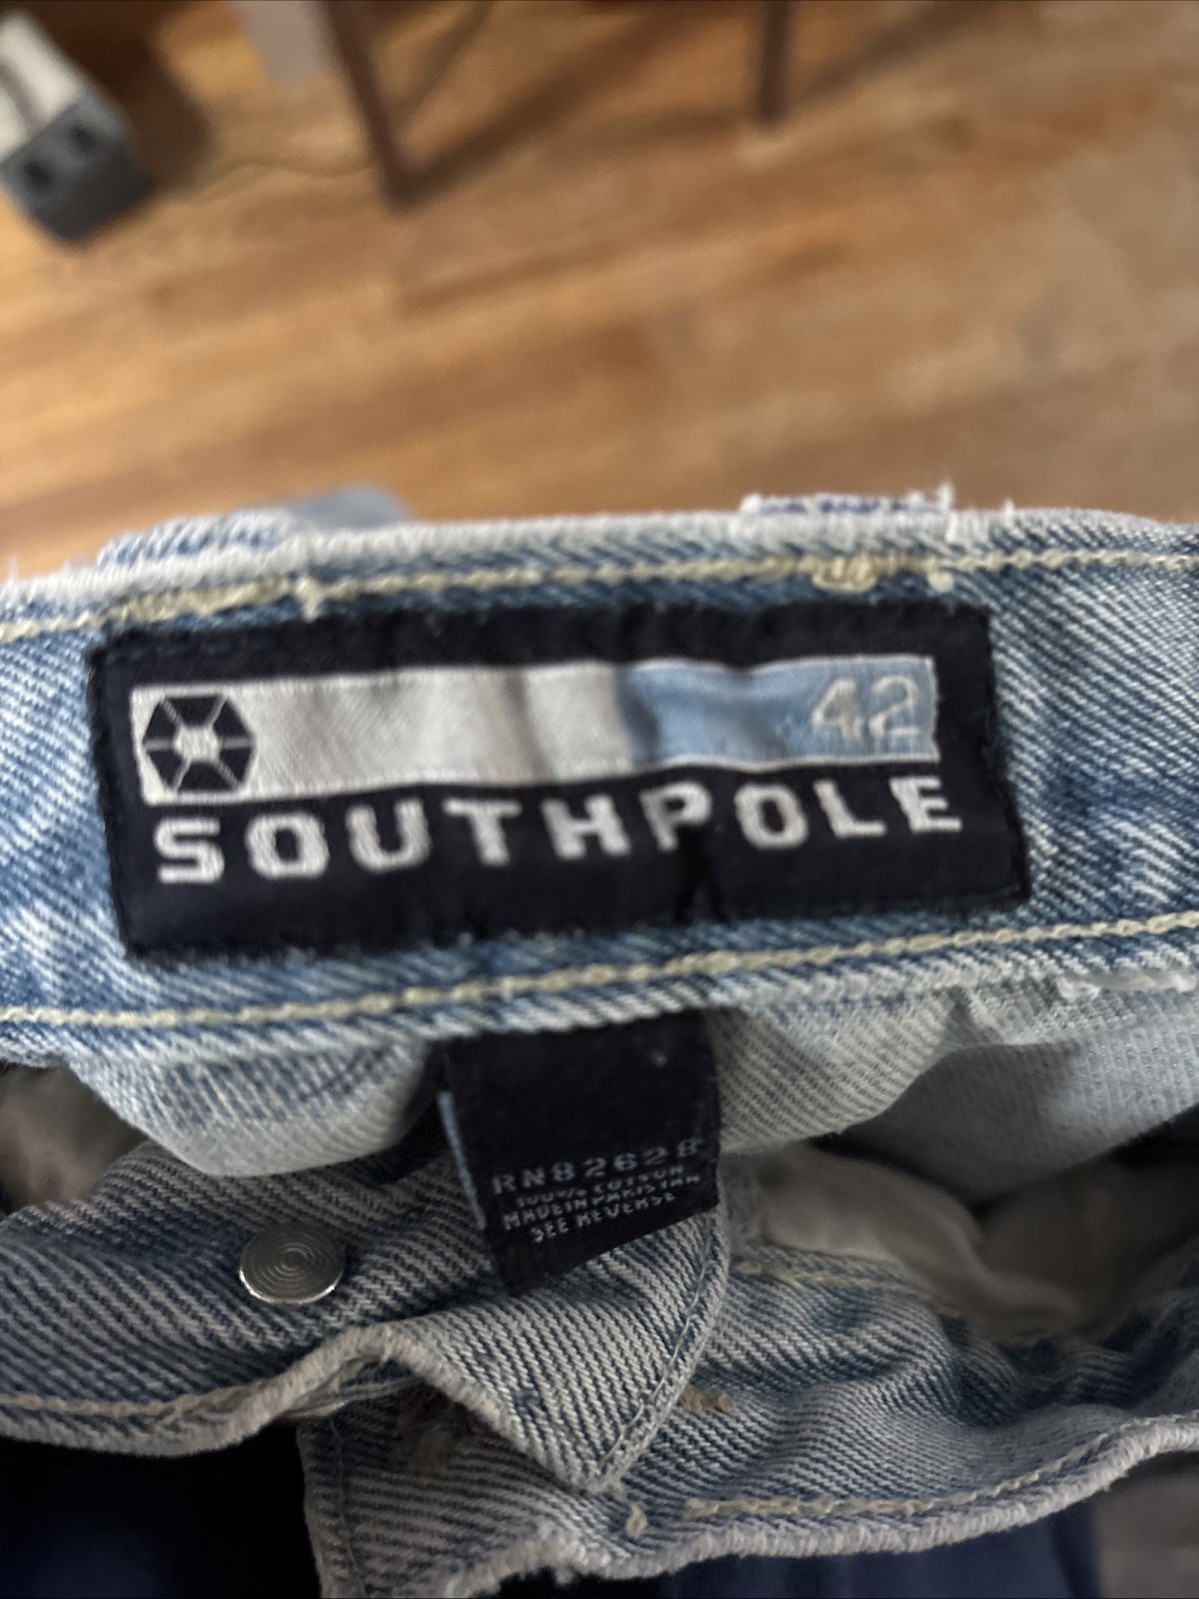 42
SOUTHPOLE
RN82628
100% COTTON
MADE IN PAKISTAN
SEE REVERSE